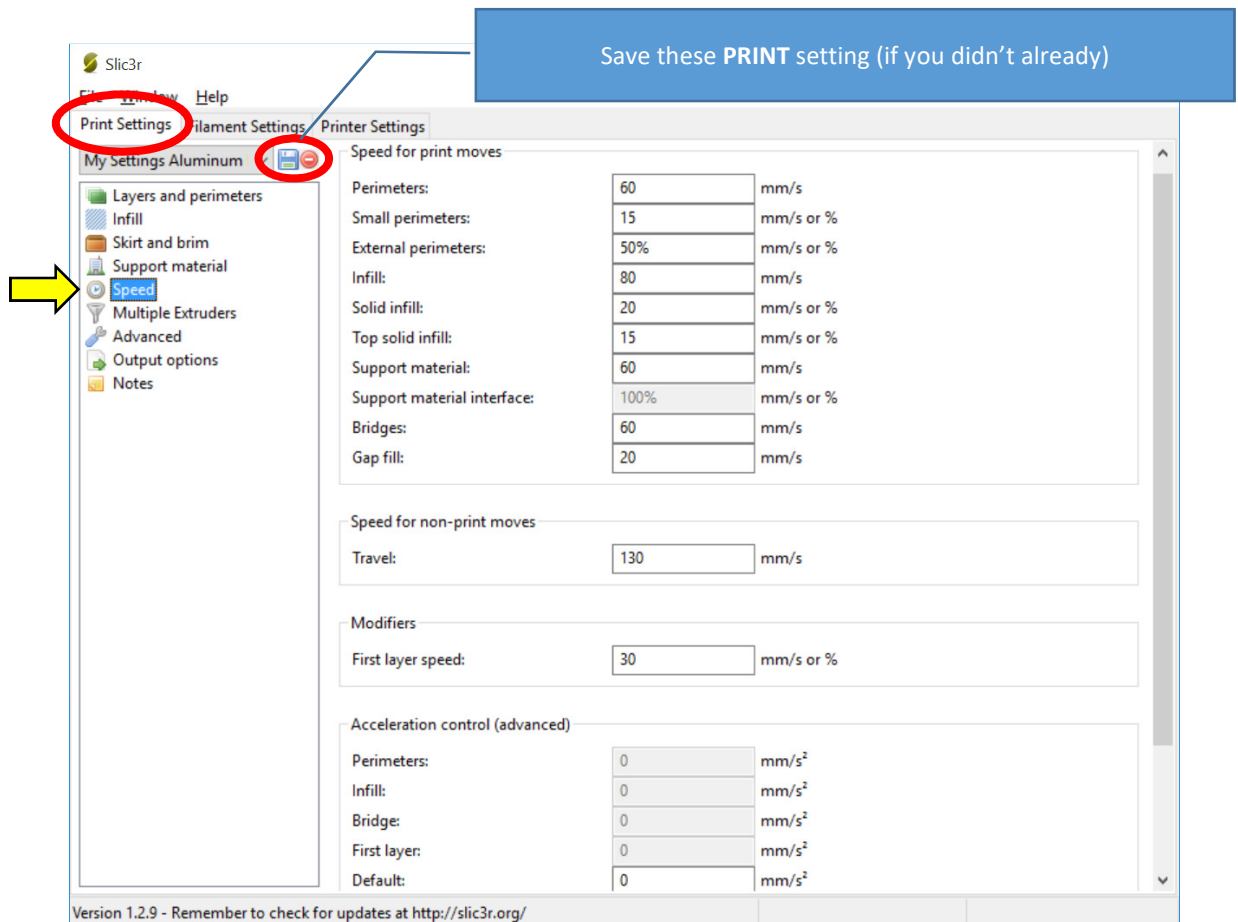 Save these PRINT setting (if you didn't already)
Slic3r
File Window Help
Print Settings Filament Settings Printer Settings
My Settings Aluminum
Layers and perimeters
Infill
Skirt and brim
Support material
Speed
Multiple Extruders
Advanced
Output options
Notes
Speed for print moves
Perimeters: 60 mm/s
Small perimeters: 15 mm/s or %
External perimeters: 50% mm/s or %
Infill: 80 mm/s
Solid infill: 20 mm/s or %
Top solid infill: 15 mm/s or %
Support material: 60 mm/s
Support material interface: 100% mm/s or %
Bridges: 60 mm/s
Gap fill: 20 mm/s
Speed for non-print moves
Travel: 130 mm/s
Modifiers
First layer speed: 30 mm/s or %
Acceleration control (advanced)
Perimeters: 0 mm/s²
Infill: 0 mm/s²
Bridge: 0 mm/s²
First layer: 0 mm/s²
Default: 0 mm/s²
Version 1.2.9 - Remember to check for updates at http://slic3r.org/